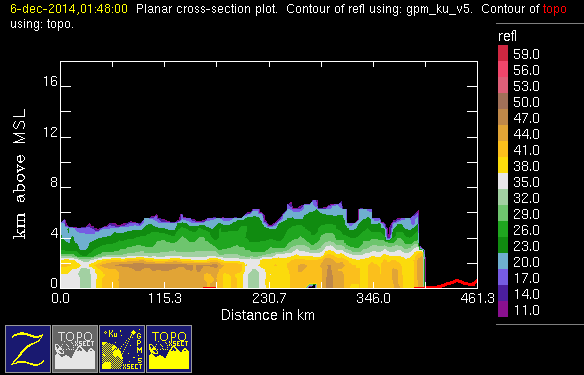 6-dec-2014,01:48:00 Planar cross-section plot. Contour of refl using: gpm_ku_v5. Contour of topo
using: topo.
refl
59.0
56.0
53.0
50.0
47.0
44.0
41.0
38.0
35.0
32.0
29.0
26.0
23.0
20.0
17.0
14.0
11.0
km above MSL
16
12
8
4
0
0.0 115.3 230.7 346.0 461.3
Distance in km
Z
TOPO
XSECT
"Ku"
GPM'S
XSECT
TOPO
XSECT